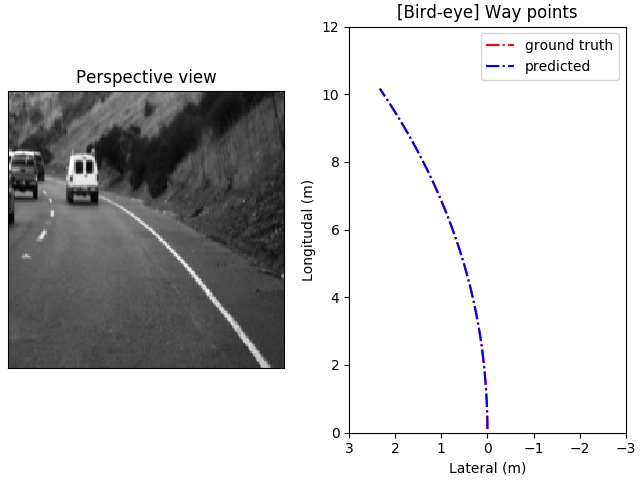 Perspective view
[Bird-eye] Way points
ground truth
predicted
12
10
8
6
4
2
0
Longitudal (m)
3 2 1 0 −1 −2 −3
Lateral (m)